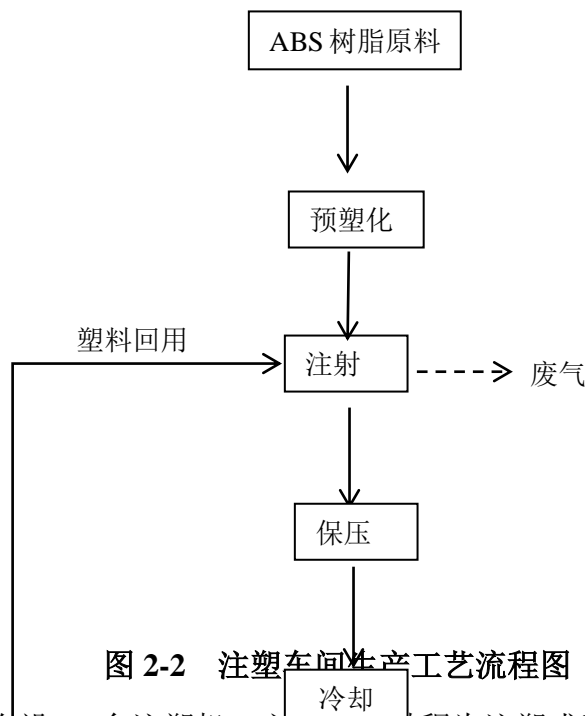 ABS 树脂原料
预塑化
塑料回用
注射
废气
保压
图 2-2 注塑车间生产工艺流程图
冷却